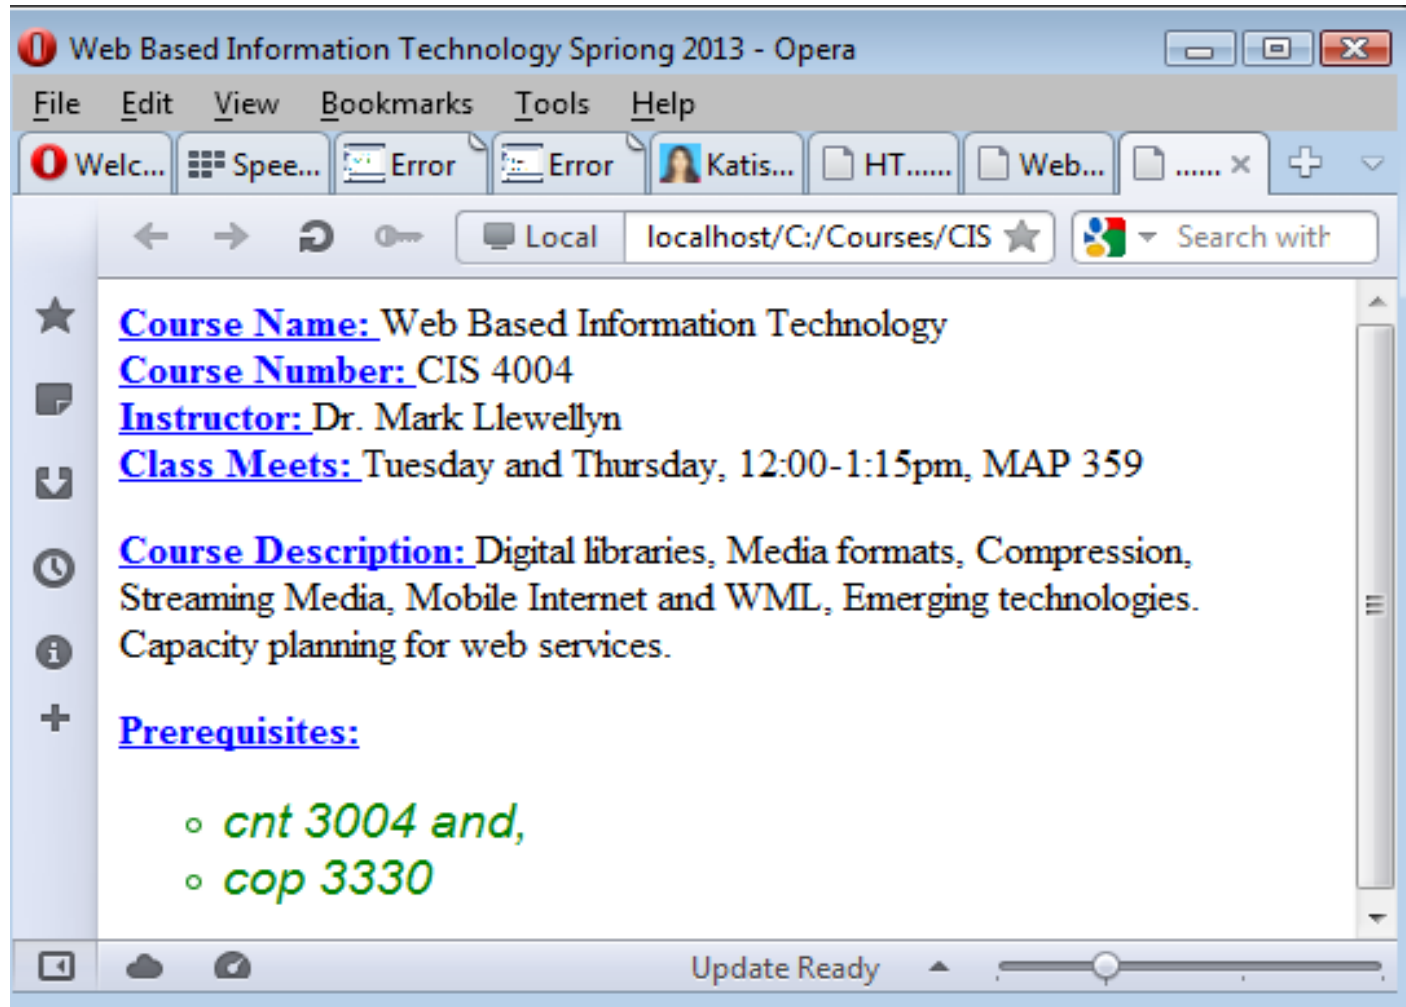 Web Based Information Technology Spriong 2013 - Opera
File Edit View Bookmarks Tools Help
Welc... Spee... Error Error Katis... HT...... Web... ......
Local localhost/C:/Courses/CIS Search with
Course Name: Web Based Information Technology
Course Number: CIS 4004
Instructor: Dr. Mark Llewellyn
Class Meets: Tuesday and Thursday, 12:00-1:15pm, MAP 359
Course Description: Digital libraries, Media formats, Compression,
Streaming Media, Mobile Internet and WML, Emerging technologies.
Capacity planning for web services.
Prerequisites:
cnt 3004 and,
cop 3330
Update Ready